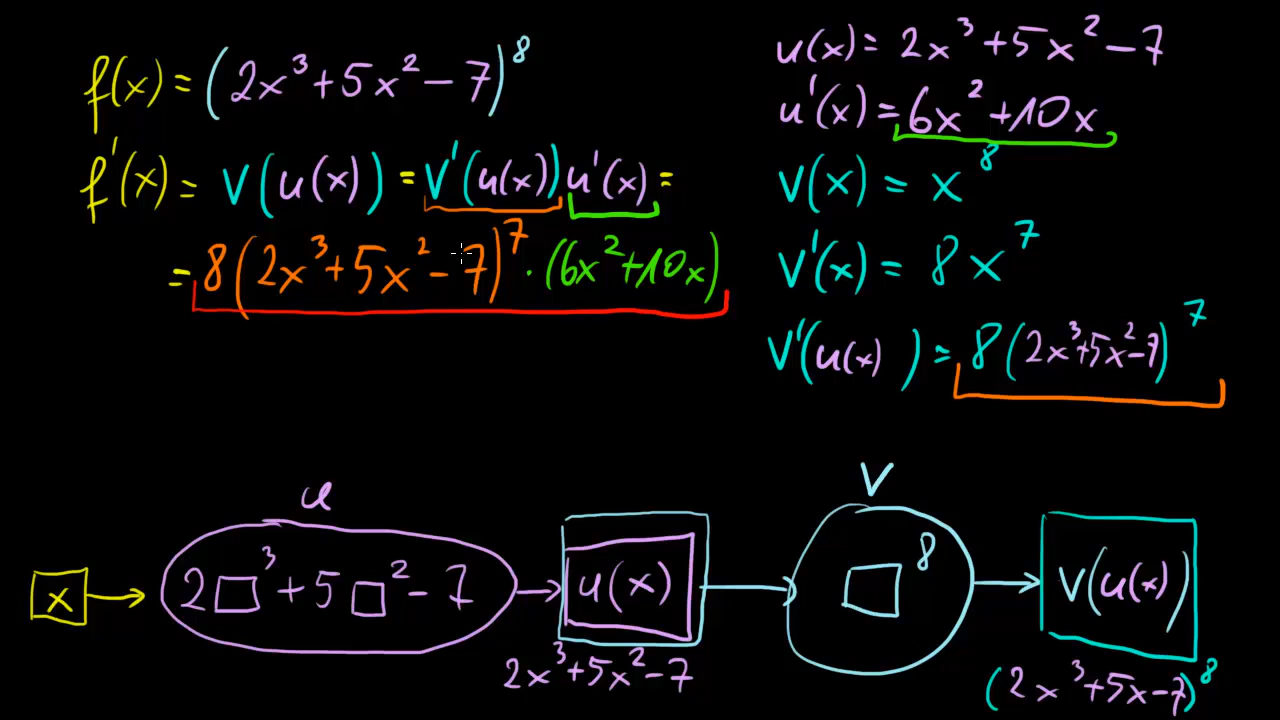 f(x) = (2x³ + 5x² − 7)⁸
f'(x) = V(u(x)) = V'(u(x)) u'(x) =
= 8(2x³ + 5x² − 7)⁷ · (6x² + 10x)
u(x) = 2x³ + 5x² − 7
u'(x) = 6x² + 10x
V(x) = x⁸
V'(x) = 8x⁷
V'(u(x)) = 8(2x³ + 5x² − 7)⁷
u
V
x → 2□³ + 5□² − 7 → u(x) → □⁸ → V(u(x))
2x³ + 5x² − 7
(2x³ + 5x − 7)⁸